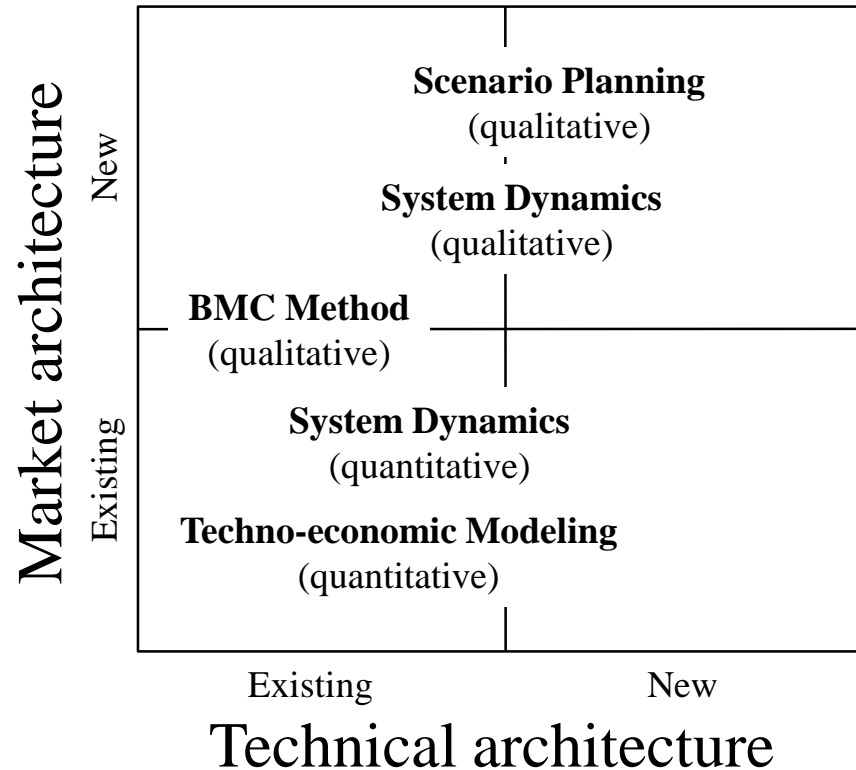 Market architecture
New
Existing
Scenario Planning
(qualitative)
System Dynamics
(qualitative)
BMC Method
(qualitative)
System Dynamics
(quantitative)
Techno-economic Modeling
(quantitative)
Existing
New
Technical architecture